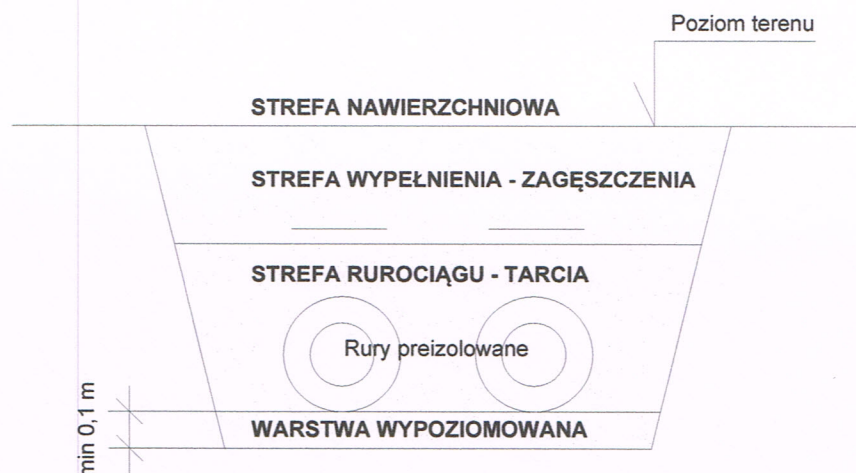 Poziom terenu
STREFA NAWIERZCHNIOWA
STREFA WYPEŁNIENIA - ZAGĘSZCZENIA
STREFA RUROCIĄGU - TARCIA
Rury preizolowane
min 0,1 m
WARSTWA WYPOZIOMOWANA